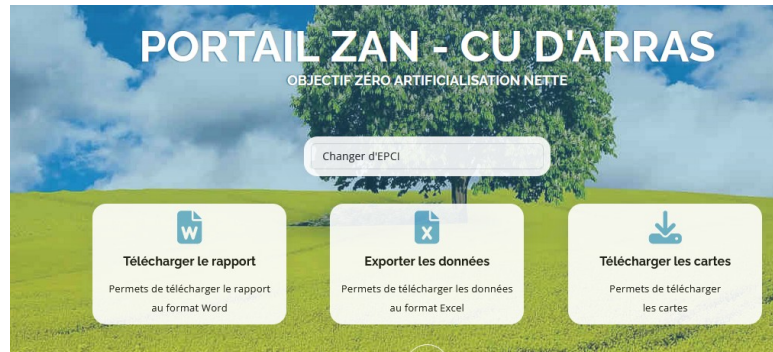 PORTAIL ZAN - CU D'ARRAS
OBJECTIF ZÉRO ARTIFICIALISATION NETTE
Changer d'EPCI
W
X
Télécharger le rapport
Exporter les données
Télécharger les cartes
Permets de télécharger le rapport
au format Word
Permets de télécharger les données
au format Excel
Permets de télécharger
les cartes